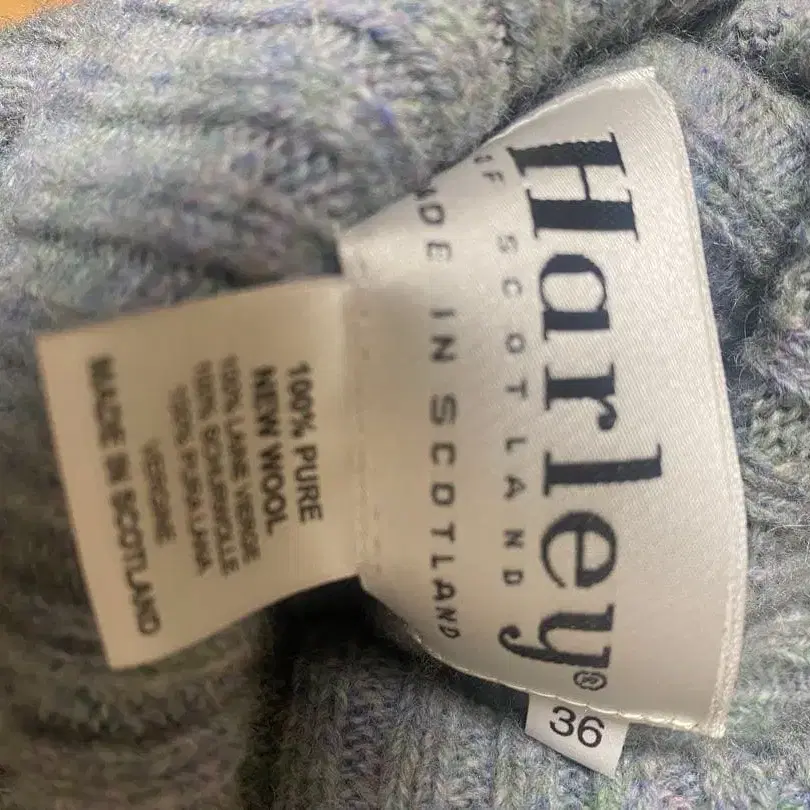 Harley®
OF SCOTLAND
MADE IN SCOTLAND
36
100% PURE
NEW WOOL
100% LANE VIERGE
100% SCHURWOLLE
100% PURA LANA
VERGINE
MADE IN SCOTLAND